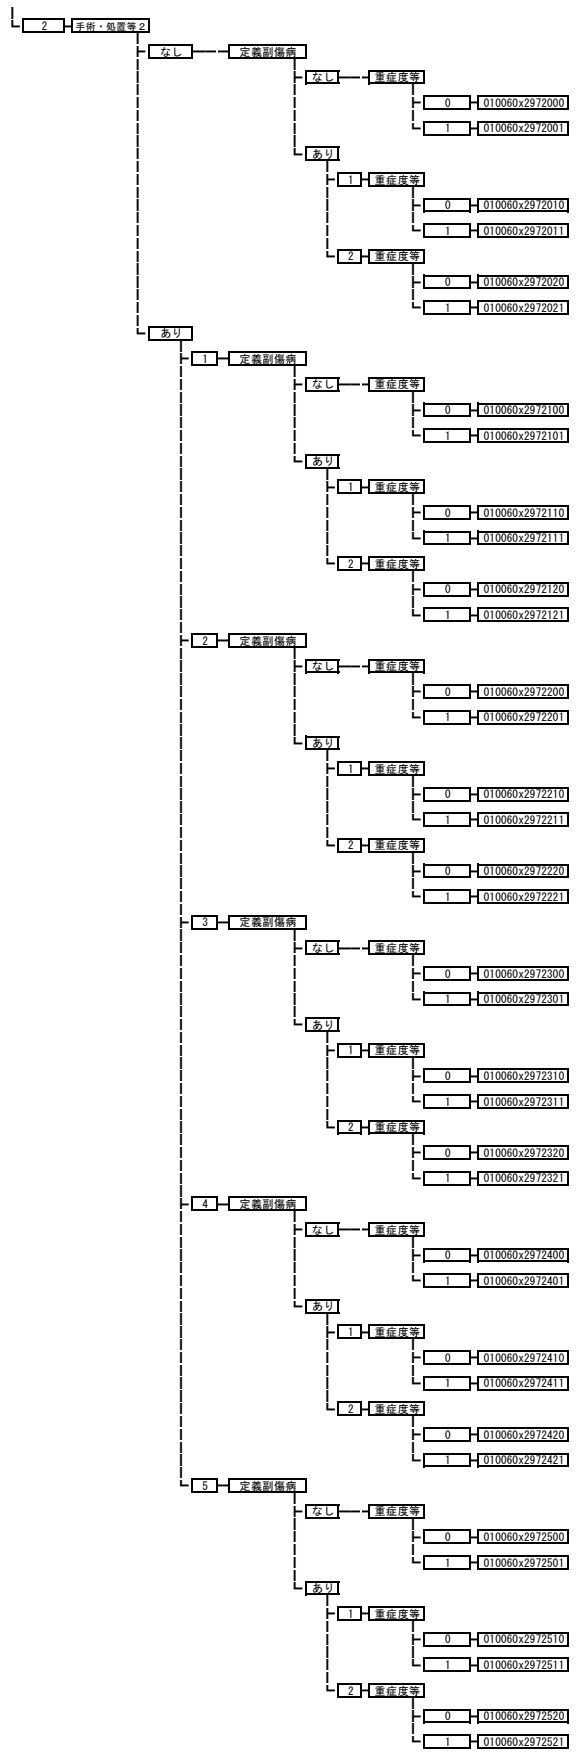 2 手術・処置等2
なし 定義副傷病
なし 重症度等
0 010060x2972000
1 010060x2972001
あり
1 重症度等
0 010060x2972010
1 010060x2972011
2 重症度等
0 010060x2972020
1 010060x2972021
あり
1 定義副傷病
なし 重症度等
0 010060x2972100
1 010060x2972101
あり
1 重症度等
0 010060x2972110
1 010060x2972111
2 重症度等
0 010060x2972120
1 010060x2972121
2 定義副傷病
なし 重症度等
0 010060x2972200
1 010060x2972201
あり
1 重症度等
0 010060x2972210
1 010060x2972211
2 重症度等
0 010060x2972220
1 010060x2972221
3 定義副傷病
なし 重症度等
0 010060x2972300
1 010060x2972301
あり
1 重症度等
0 010060x2972310
1 010060x2972311
2 重症度等
0 010060x2972320
1 010060x2972321
4 定義副傷病
なし 重症度等
0 010060x2972400
1 010060x2972401
あり
1 重症度等
0 010060x2972410
1 010060x2972411
2 重症度等
0 010060x2972420
1 010060x2972421
5 定義副傷病
なし 重症度等
0 010060x2972500
1 010060x2972501
あり
1 重症度等
0 010060x2972510
1 010060x2972511
2 重症度等
0 010060x2972520
1 010060x2972521